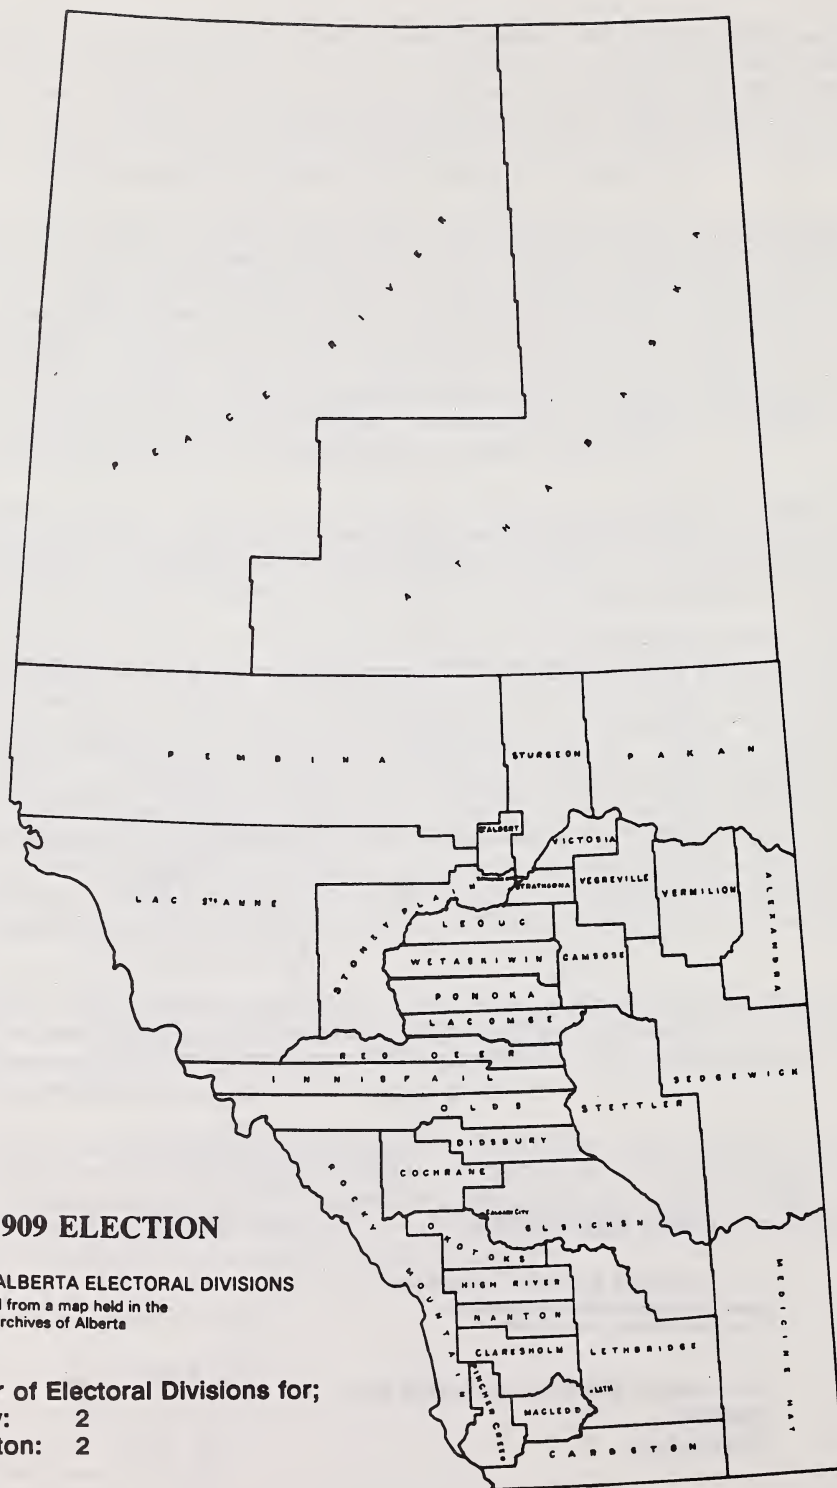 PEACE RIVER
ATHABASKA
PEMBINA
STURGEON
PAKAN
ST ALBERT
VICTORIA
LAC STE ANNE
STONEY PLAIN
STRATHCONA
VEGREVILLE
VERMILION
ALEXANDRA
LEDUC
WETASKIWIN
CAMROSE
PONOKA
LACOMBE
RED DEER
INNISFAIL
SEDGEWICK
OLDS
STETTLER
DIDSBURY
COCHRANE
ROCKY MOUNTAIN
CALGARY CITY
GLEICHEN
OKOTOKS
HIGH RIVER
NANTON
CLARESHOLM
LETHBRIDGE
MEDICINE HAT
PINCHER CREEK
LETH
MACLEOD
CARDSTON
909 ELECTION
ALBERTA ELECTORAL DIVISIONS
from a map held in the
rchives of Alberta
r of Electoral Divisions for;
y: 2
ton: 2